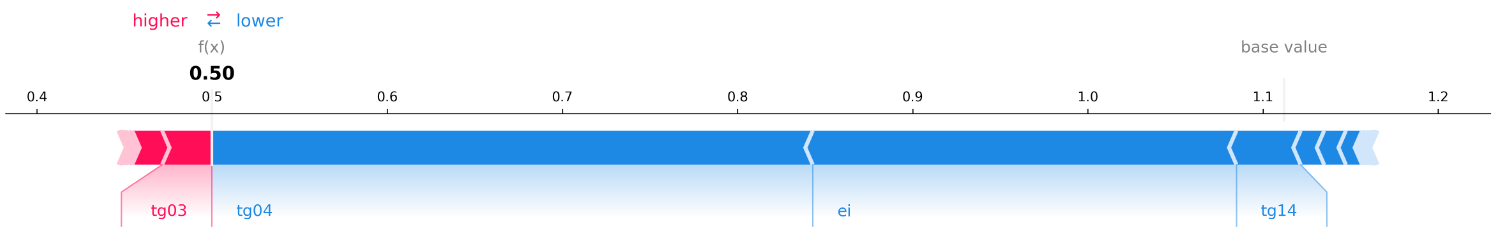 higher ⇄ lower
f(x)
base value
0.50
0.4 0.5 0.6 0.7 0.8 0.9 1.0 1.1 1.2
tg03 tg04 ei tg14